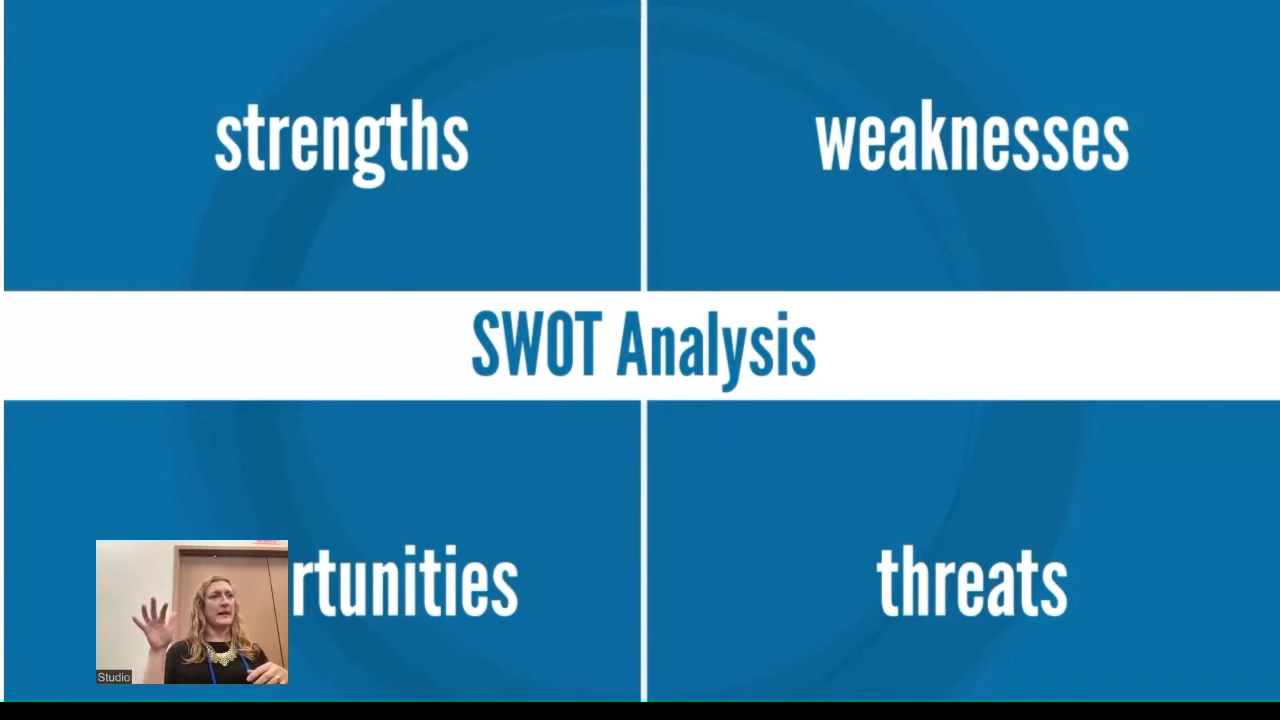 strengths
weaknesses
SWOT Analysis
rtunities
threats
Studio